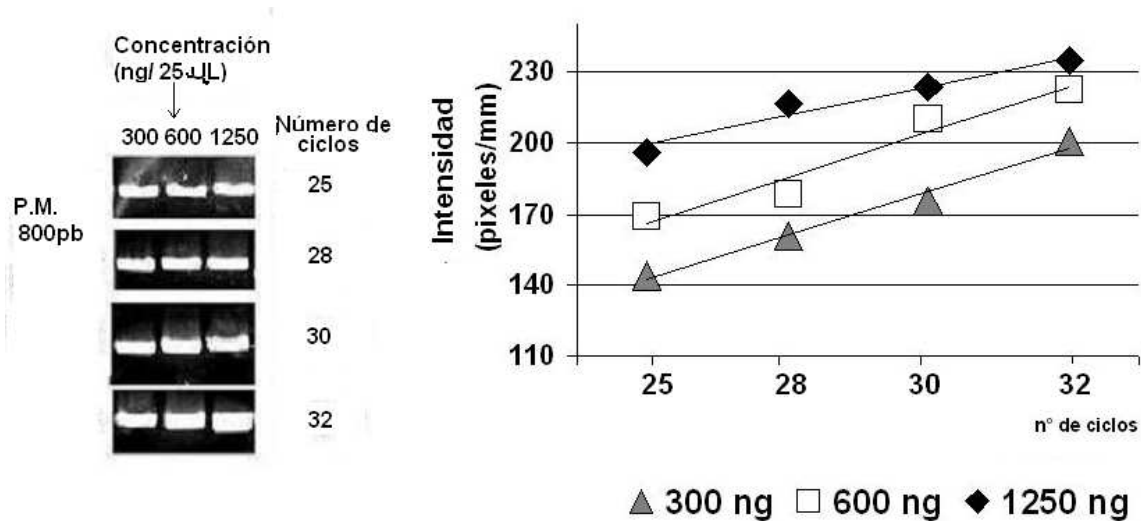 Concentración
(ng/ 25 uL)
300 600 1250
Número de
ciclos
P.M.
800pb
25
28
30
32
Intensidad
(pixeles/mm)
230
200
170
140
110
25 28 30 32
n° de ciclos
300 ng 600 ng 1250 ng